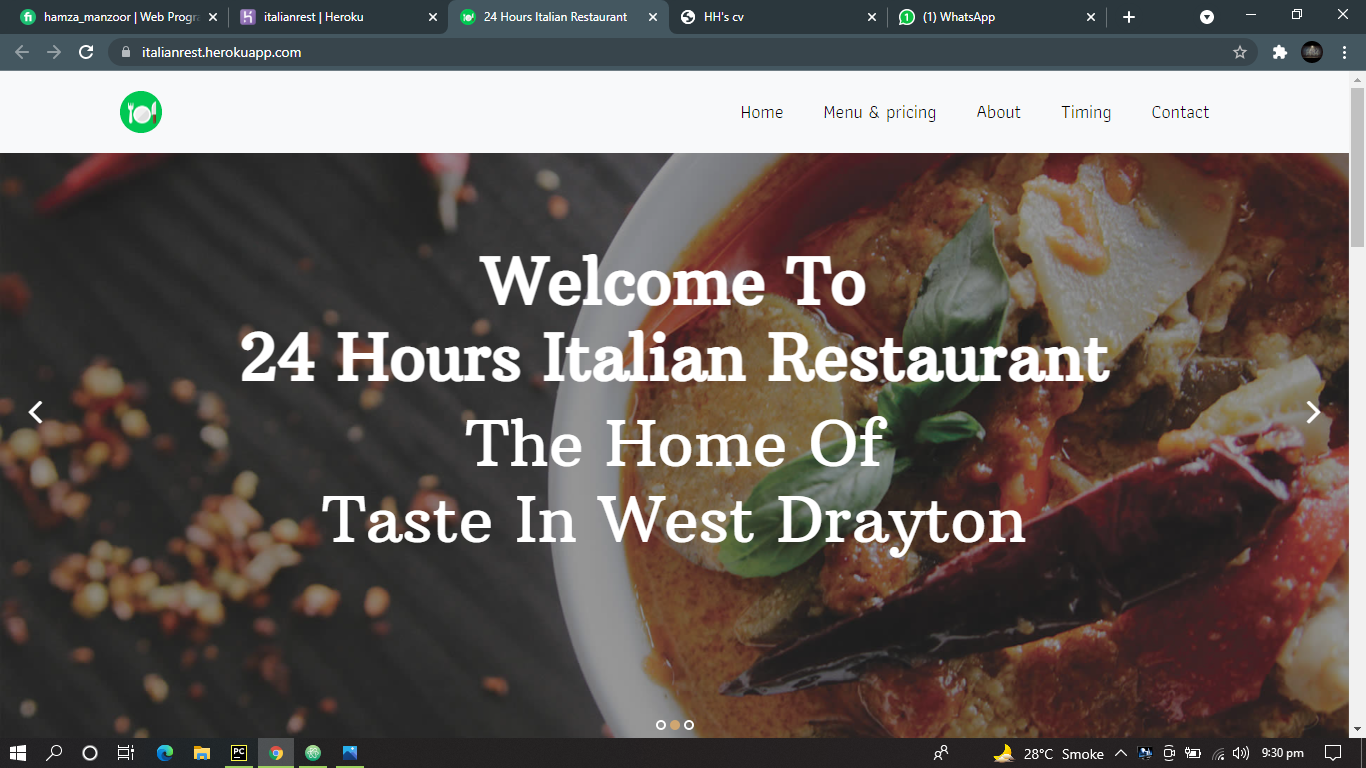 hamza_manzoor | Web Progra
italianrest | Heroku
24 Hours Italian Restaurant
HH's cv
(1) WhatsApp
italianrest.herokuapp.com
Home
Menu & pricing
About
Timing
Contact
Welcome To
24 Hours Italian Restaurant
The Home Of
Taste In West Drayton
PC
28°C Smoke
9:30 pm